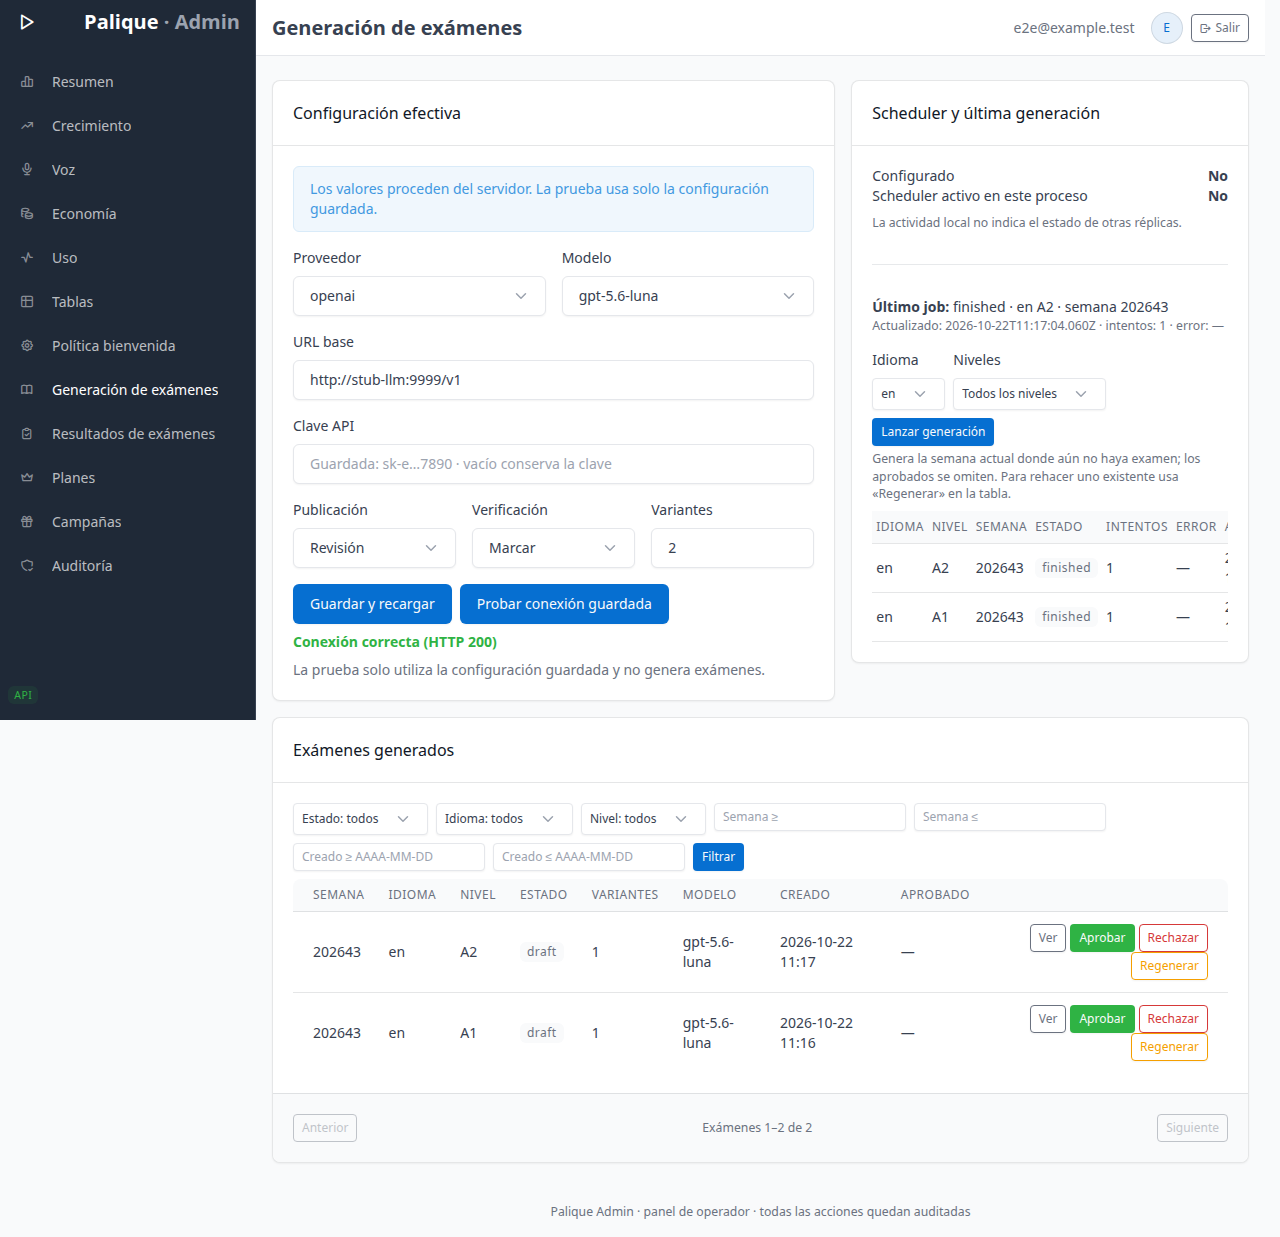 Palique · Admin
Resumen
Crecimiento
Voz
Economía
Uso
Tablas
Política bienvenida
Generación de exámenes
Resultados de exámenes
Planes
Campañas
Auditoría
API
Generación de exámenes
e2e@example.test
E
Salir
Configuración efectiva
Los valores proceden del servidor. La prueba usa solo la configuración
guardada.
Proveedor
Modelo
openai
gpt-5.6-luna
URL base
http://stub-llm:9999/v1
Clave API
Guardada: sk-e…7890 · vacío conserva la clave
Publicación
Verificación
Variantes
Revisión
Marcar
2
Guardar y recargar
Probar conexión guardada
Conexión correcta (HTTP 200)
La prueba solo utiliza la configuración guardada y no genera exámenes.
Scheduler y última generación
Configurado No
Scheduler activo en este proceso No
La actividad local no indica el estado de otras réplicas.
Último job: finished · en A2 · semana 202643
Actualizado: 2026-10-22T11:17:04.060Z · intentos: 1 · error: —
Idioma
Niveles
en
Todos los niveles
Lanzar generación
Genera la semana actual donde aún no haya examen; los
aprobados se omiten. Para rehacer uno existente usa
«Regenerar» en la tabla.
IDIOMA NIVEL SEMANA ESTADO INTENTOS ERROR
en A2 202643 finished 1 —
en A1 202643 finished 1 —
Exámenes generados
Estado: todos
Idioma: todos
Nivel: todos
Semana ≥
Semana ≤
Creado ≥ AAAA-MM-DD
Creado ≤ AAAA-MM-DD
Filtrar
SEMANA IDIOMA NIVEL ESTADO VARIANTES MODELO CREADO APROBADO
202643 en A2 draft 1 gpt-5.6-
luna 2026-10-22
11:17 —
Ver Aprobar Rechazar
Regenerar
202643 en A1 draft 1 gpt-5.6-
luna 2026-10-22
11:16 —
Ver Aprobar Rechazar
Regenerar
Anterior
Exámenes 1–2 de 2
Siguiente
Palique Admin · panel de operador · todas las acciones quedan auditadas